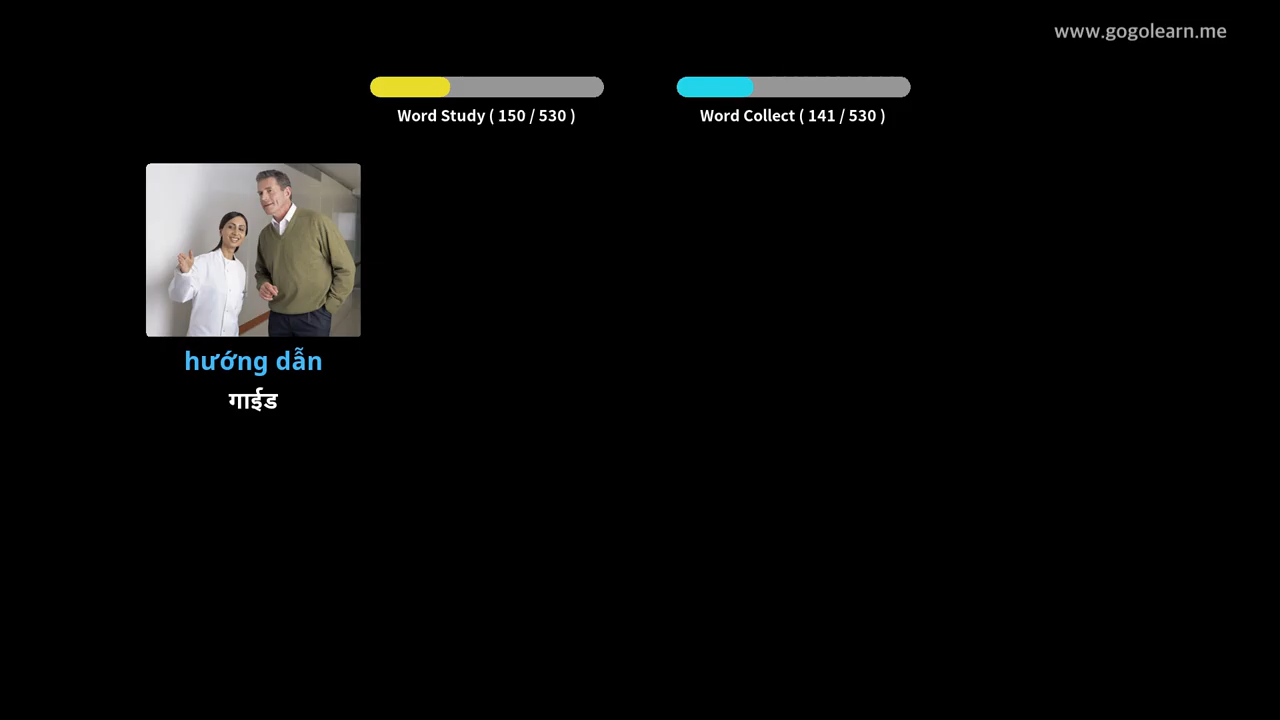 www.gogolearn.me
Word Study ( 150 / 530 )
Word Collect ( 141 / 530 )
hướng dẫn
गाईड